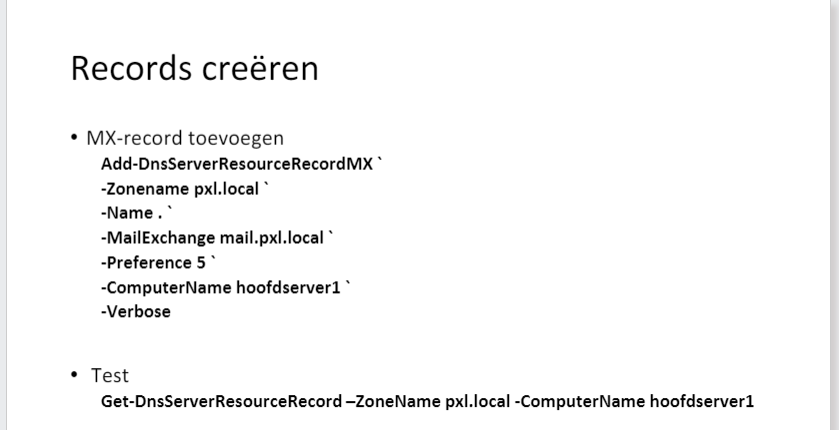 Records creëren
• MX-record toevoegen
Add-DnsServerResourceRecordMX `
-Zonename pxl.local `
-Name . `
-MailExchange mail.pxl.local `
-Preference 5 `
-ComputerName hoofdserver1 `
-Verbose
• Test
Get-DnsServerResourceRecord –ZoneName pxl.local -ComputerName hoofdserver1